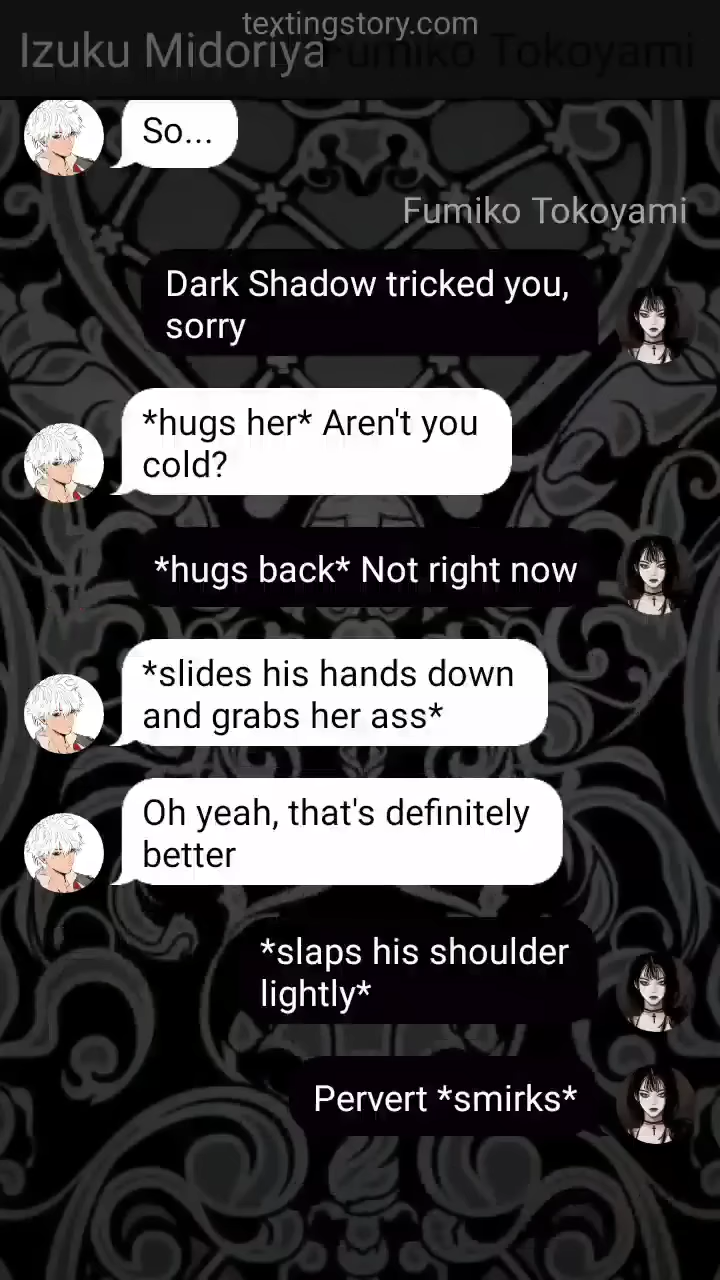 textingstory.com
Izuku Midoriya Fumiko Tokoyami
So...
Fumiko Tokoyami
Dark Shadow tricked you,
sorry
*hugs her* Aren't you
cold?
*hugs back* Not right now
*slides his hands down
and grabs her ass*
Oh yeah, that's definitely
better
*slaps his shoulder
lightly*
Pervert *smirks*